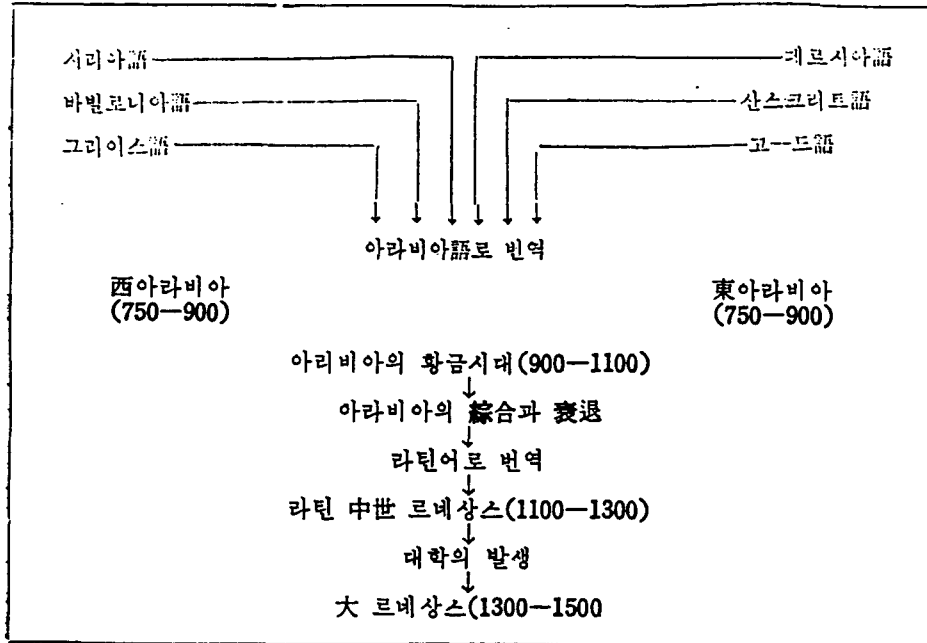 시리아語 페르시아語
바빌로니아語 산스크리트語
그리이스語 고--드語
아라비아語로 번역
西아라비아 東아라비아
(750—900) (750—900)
아리비아의 황금시대(900—1100)
아라비아의 綜合과 衰退
라틴어로 번역
라틴 中世 르네상스(1100—1300)
대학의 발생
大 르네상스(1300—1500